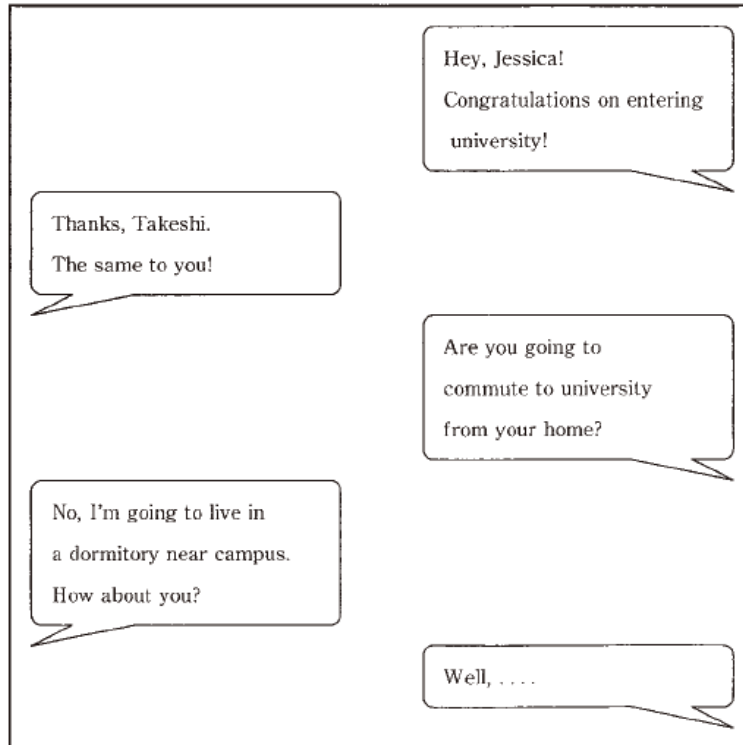 Hey, Jessica!
Congratulations on entering
university!
Thanks, Takeshi.
The same to you!
Are you going to
commute to university
from your home?
No, I'm going to live in
a dormitory near campus.
How about you?
Well, . . . .